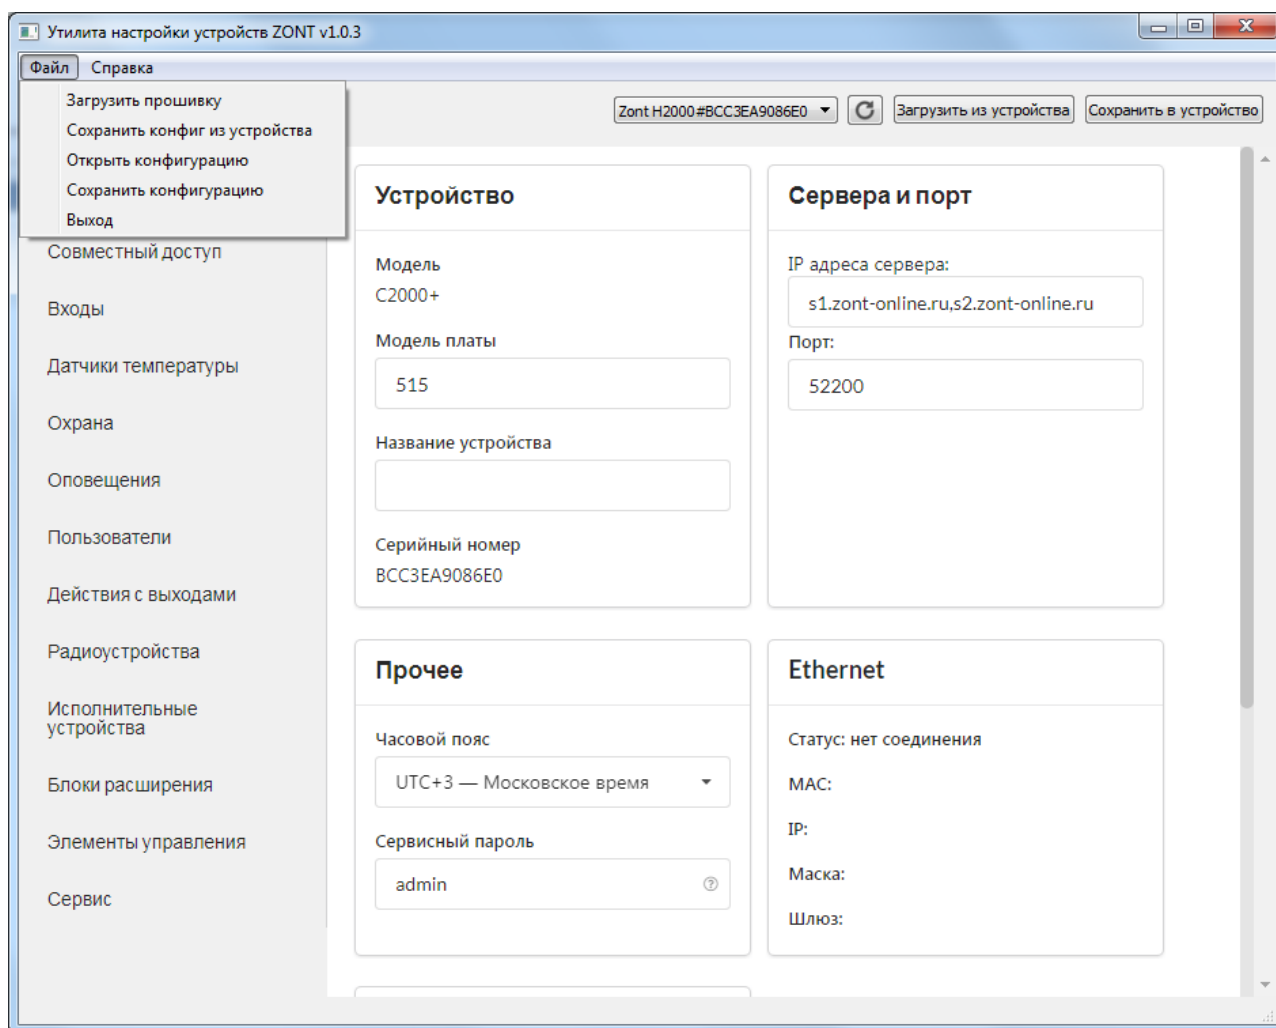 Утилита настройки устройств ZONT v1.0.3
Файл Справка
Загрузить прошивку
Сохранить конфиг из устройства
Открыть конфигурацию
Сохранить конфигурацию
Выход
Zont H2000#BCC3EA9086E0 Загрузить из устройства Сохранить в устройство
Совместный доступ
Входы
Датчики температуры
Охрана
Оповещения
Пользователи
Действия с выходами
Радиоустройства
Исполнительные
устройства
Блоки расширения
Элементы управления
Сервис
Устройство
Модель
C2000+
Модель платы
515
Название устройства
Серийный номер
BCC3EA9086E0
Сервера и порт
IP адреса сервера:
s1.zont-online.ru,s2.zont-online.ru
Порт:
52200
Прочее
Часовой пояс
UTC+3 — Московское время
Сервисный пароль
admin
Ethernet
Статус: нет соединения
MAC:
IP:
Маска:
Шлюз: